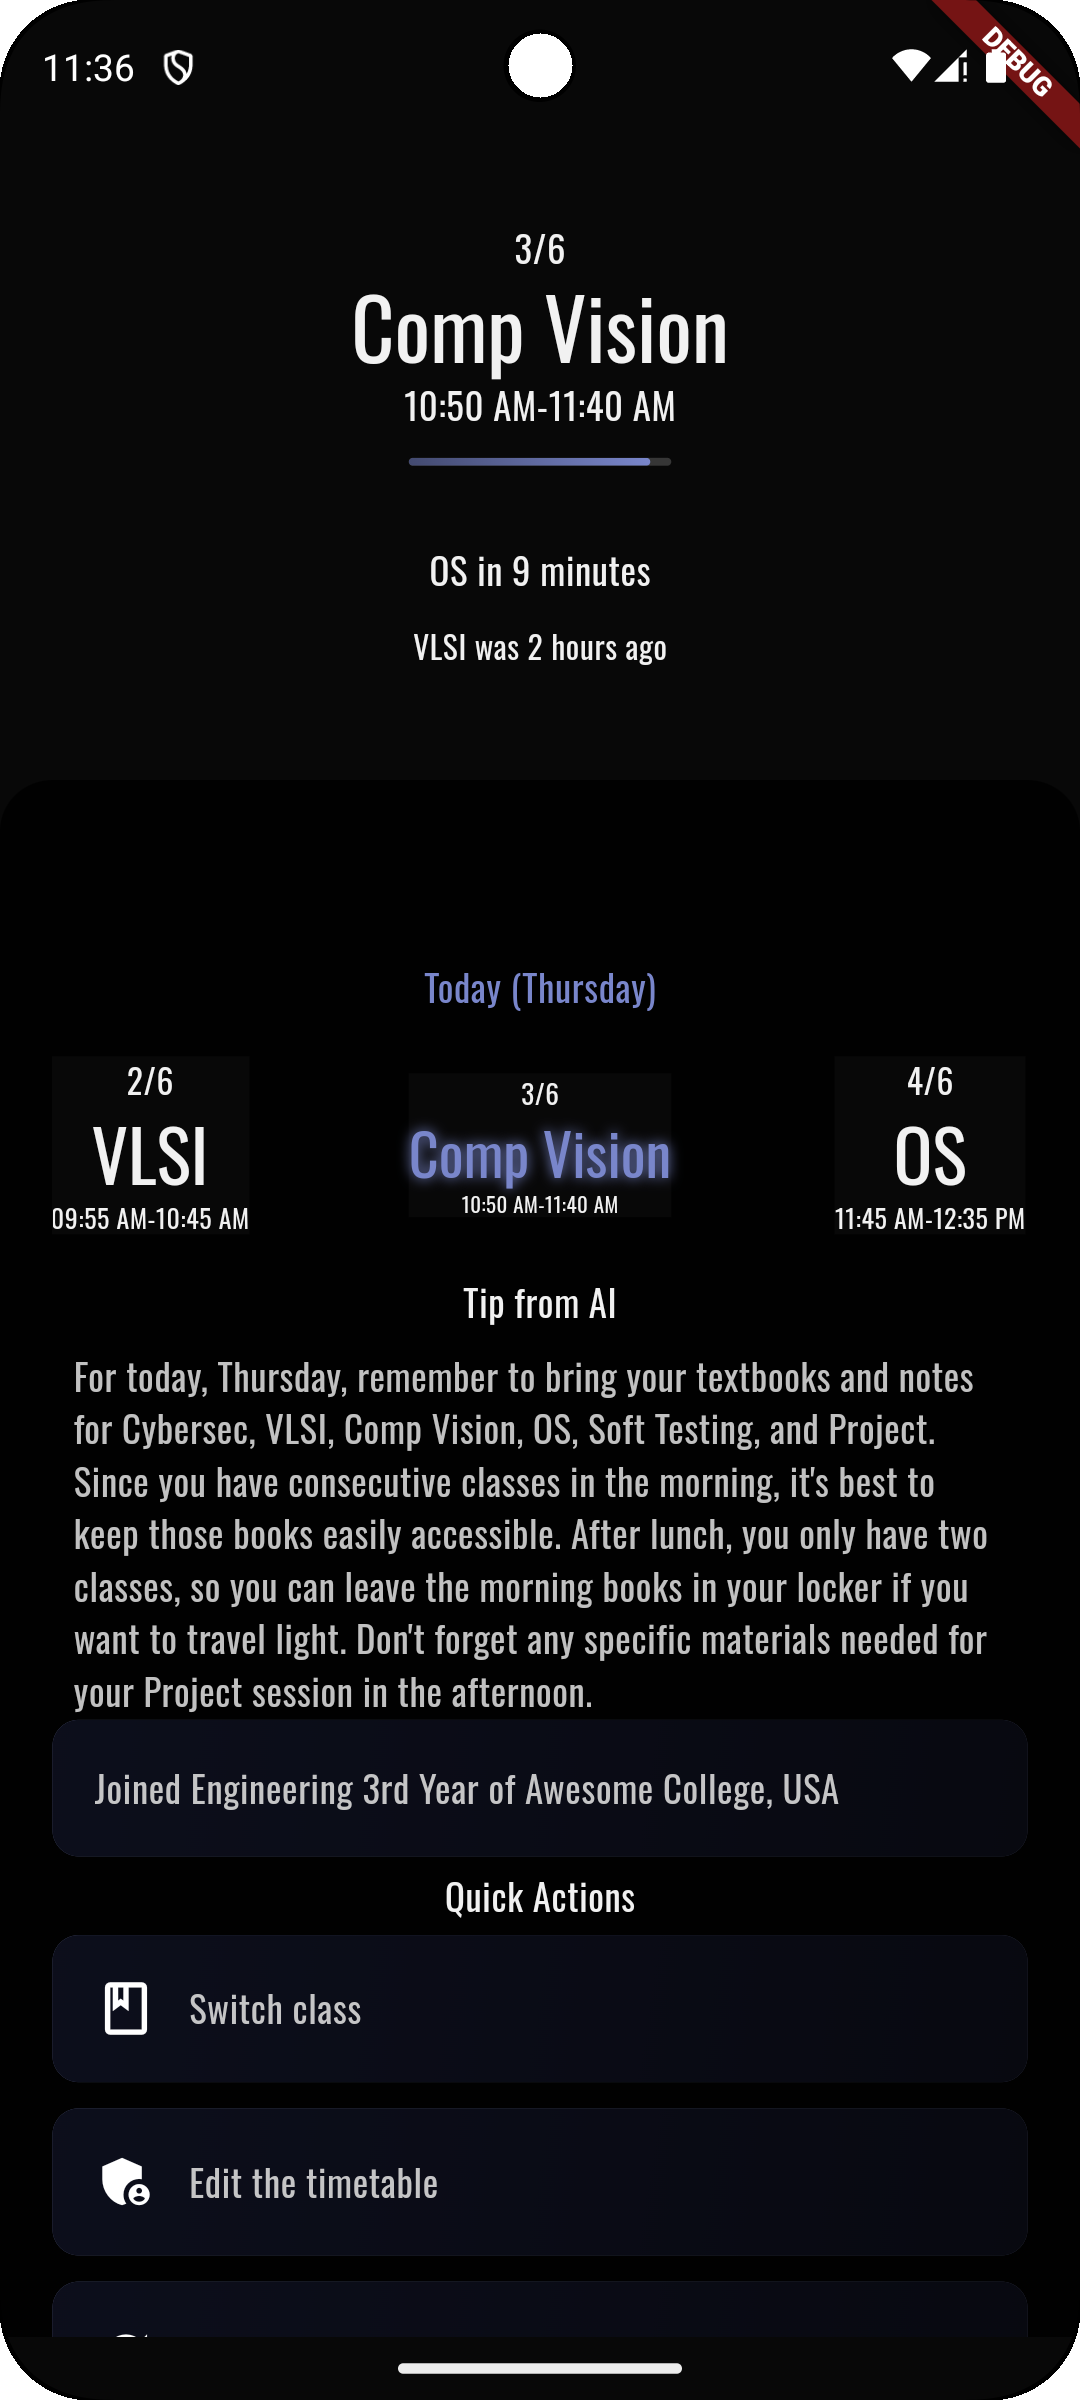 11:36
DEBUG
3/6
Comp Vision
10:50 AM-11:40 AM
OS in 9 minutes
VLSI was 2 hours ago
Today (Thursday)
2/6
VLSI
09:55 AM-10:45 AM
3/6
Comp Vision
10:50 AM-11:40 AM
4/6
OS
11:45 AM-12:35 PM
Tip from AI
For today, Thursday, remember to bring your textbooks and notes
for Cybersec, VLSI, Comp Vision, OS, Soft Testing, and Project.
Since you have consecutive classes in the morning, it's best to
keep those books easily accessible. After lunch, you only have two
classes, so you can leave the morning books in your locker if you
want to travel light. Don't forget any specific materials needed for
your Project session in the afternoon.
Joined Engineering 3rd Year of Awesome College, USA
Quick Actions
Switch class
Edit the timetable